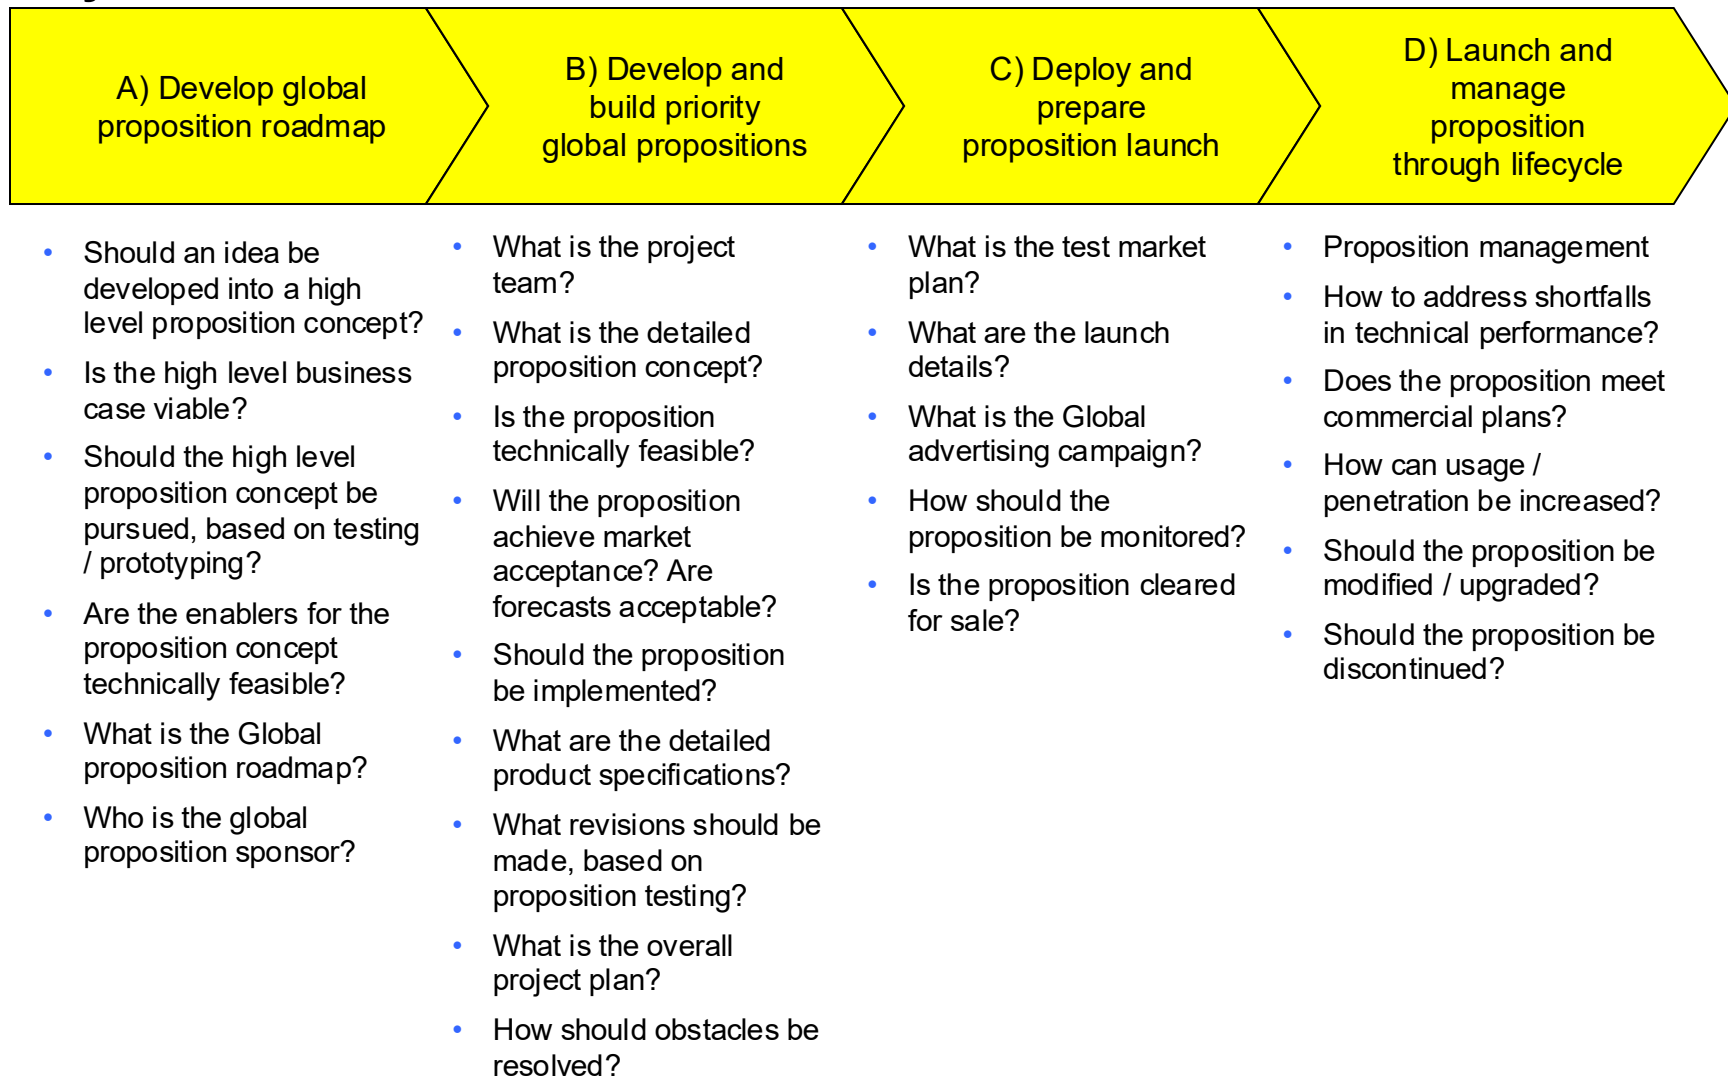 A) Develop global
proposition roadmap
B) Develop and
build priority
global propositions
C) Deploy and
prepare
proposition launch
D) Launch and
manage
proposition
through lifecycle
• Should an idea be
developed into a high
level proposition concept?
• Is the high level business
case viable?
• Should the high level
proposition concept be
pursued, based on testing
/ prototyping?
• Are the enablers for the
proposition concept
technically feasible?
• What is the Global
proposition roadmap?
• Who is the global
proposition sponsor?
• What is the project
team?
• What is the detailed
proposition concept?
• Is the proposition
technically feasible?
• Will the proposition
achieve market
acceptance? Are
forecasts acceptable?
• Should the proposition
be implemented?
• What are the detailed
product specifications?
• What revisions should be
made, based on
proposition testing?
• What is the overall
project plan?
• How should obstacles be
resolved?
• What is the test market
plan?
• What are the launch
details?
• What is the Global
advertising campaign?
• How should the
proposition be monitored?
• Is the proposition cleared
for sale?
• Proposition management
• How to address shortfalls
in technical performance?
• Does the proposition meet
commercial plans?
• How can usage /
penetration be increased?
• Should the proposition be
modified / upgraded?
• Should the proposition be
discontinued?